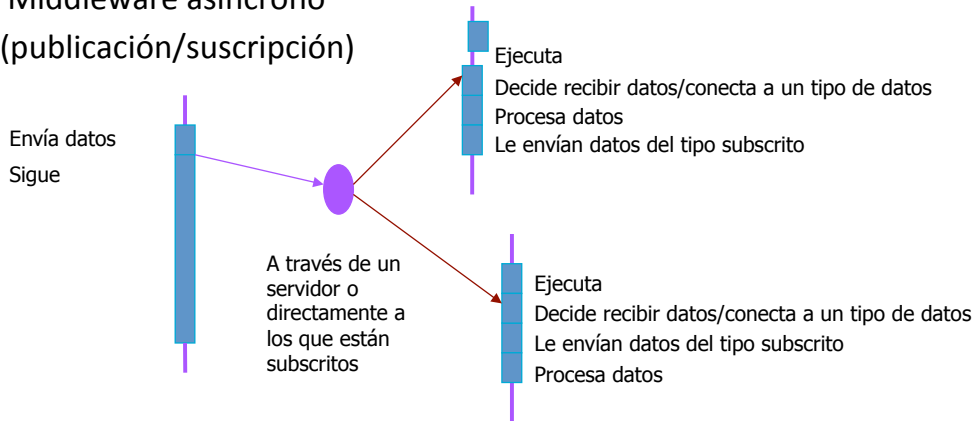 Middleware asíncrono
(publicación/suscripción)
Envía datos
Sigue
A través de un
servidor o
directamente a
los que están
subscritos
Ejecuta
Decide recibir datos/conecta a un tipo de datos
Procesa datos
Le envían datos del tipo subscrito
Ejecuta
Decide recibir datos/conecta a un tipo de datos
Le envían datos del tipo subscrito
Procesa datos